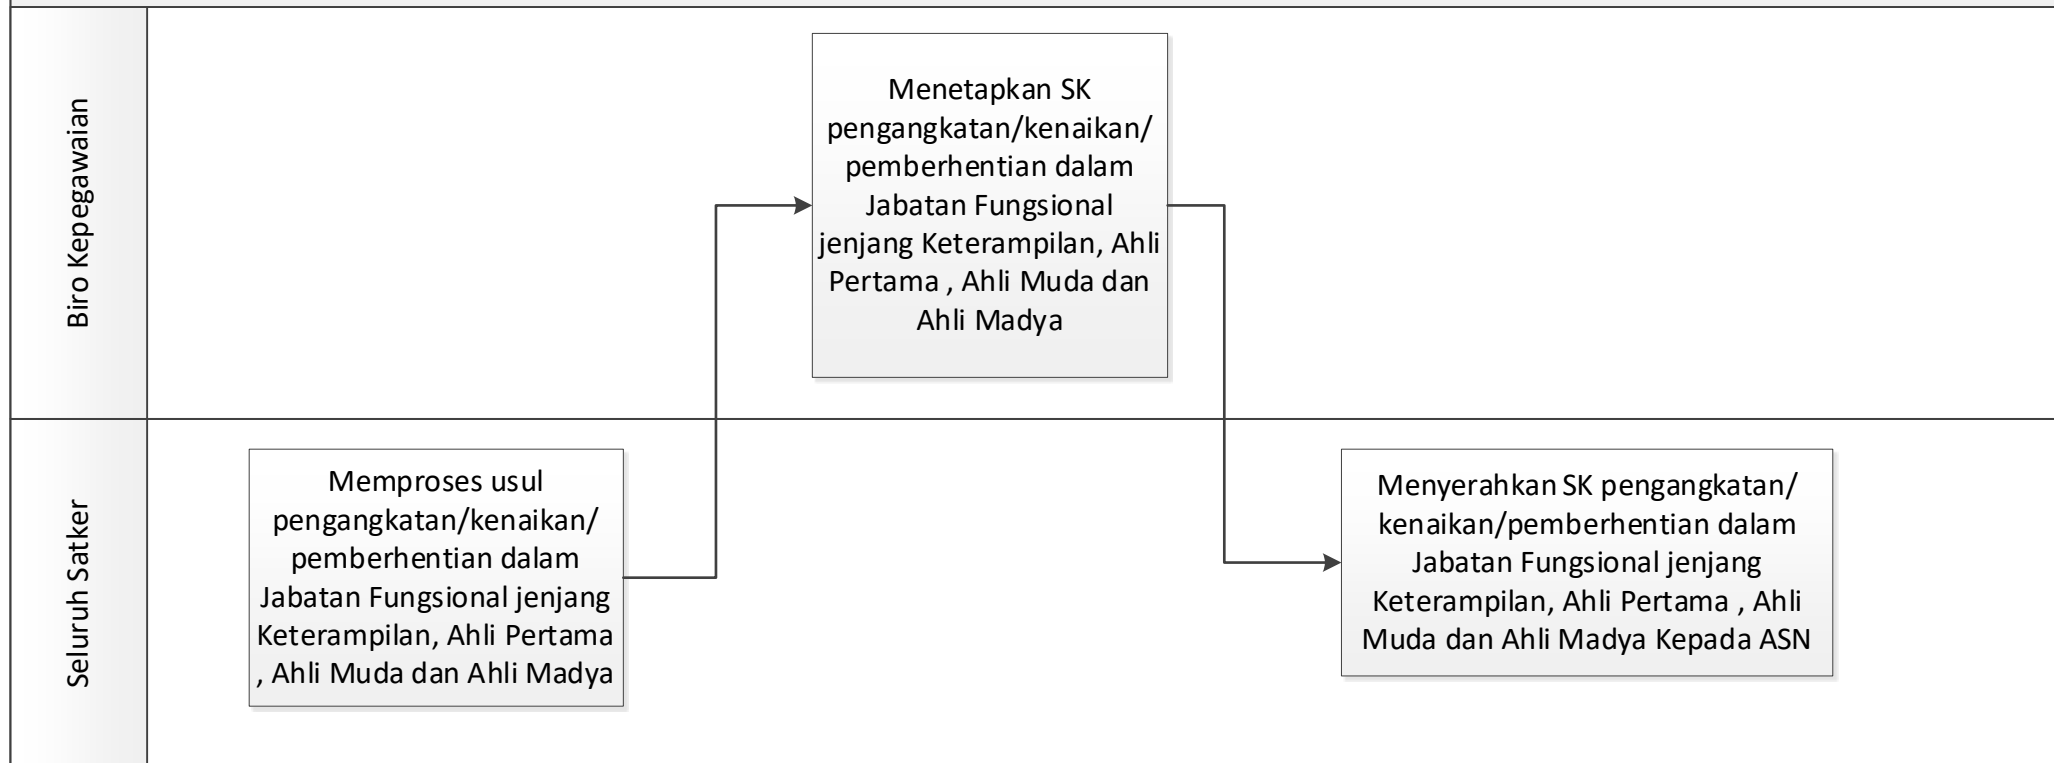 Biro Kepegawaian
Menetapkan SK
pengangkatan/kenaikan/
pemberhentian dalam
Jabatan Fungsional
jenjang Keterampilan, Ahli
Pertama , Ahli Muda dan
Ahli Madya
Seluruh Satker
Memproses usul
pengangkatan/kenaikan/
pemberhentian dalam
Jabatan Fungsional jenjang
Keterampilan, Ahli Pertama
, Ahli Muda dan Ahli Madya
Menyerahkan SK pengangkatan/
kenaikan/pemberhentian dalam
Jabatan Fungsional jenjang
Keterampilan, Ahli Pertama , Ahli
Muda dan Ahli Madya Kepada ASN